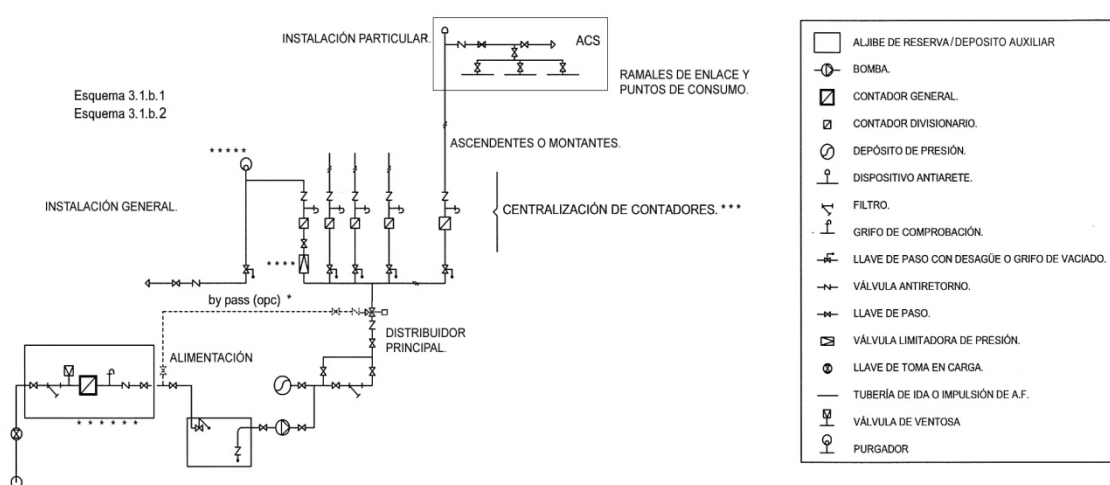 INSTALACIÓN PARTICULAR.
ACS
RAMALES DE ENLACE Y
PUNTOS DE CONSUMO.
Esquema 3.1.b.1
Esquema 3.1.b.2
ASCENDENTES O MONTANTES.
* * * * *
INSTALACIÓN GENERAL.
CENTRALIZACIÓN DE CONTADORES. * * *
* * * *
by pass (opc) *
DISTRIBUIDOR
PRINCIPAL.
ALIMENTACIÓN
* * * * * *
ALJIBE DE RESERVA/DEPOSITO AUXILIAR
BOMBA.
CONTADOR GENERAL.
CONTADOR DIVISIONARIO.
DEPÓSITO DE PRESIÓN.
DISPOSITIVO ANTIARETE.
FILTRO.
GRIFO DE COMPROBACIÓN.
LLAVE DE PASO CON DESAGÜE O GRIFO DE VACIADO.
VÁLVULA ANTIRETORNO.
LLAVE DE PASO.
VÁLVULA LIMITADORA DE PRESIÓN.
LLAVE DE TOMA EN CARGA.
TUBERÍA DE IDA O IMPULSIÓN DE A.F.
VÁLVULA DE VENTOSA
PURGADOR